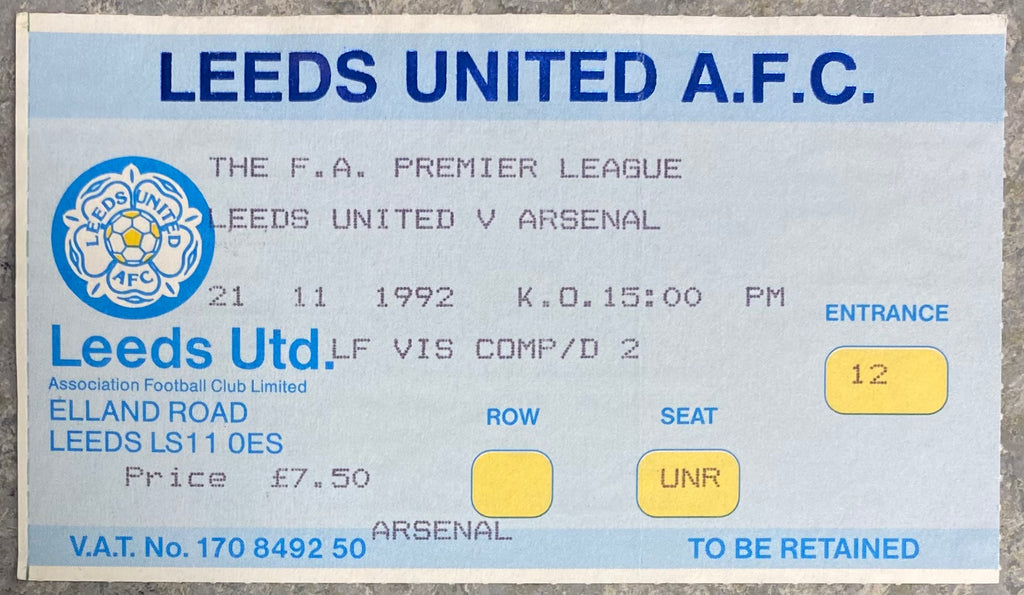 LEEDS UNITED A.F.C.
THE F.A. PREMIER LEAGUE
LEEDS UNITED V ARSENAL
LEEDS UNITED
AFC
21 11 1992 K.O.15:00 PM
ENTRANCE
12
Leeds Utd. LF VIS COMP/D 2
Association Football Club Limited
ELLAND ROAD
LEEDS LS11 0ES
ROW
SEAT
UNR
Price £7.50
ARSENAL
V.A.T. No. 170 8492 50
TO BE RETAINED